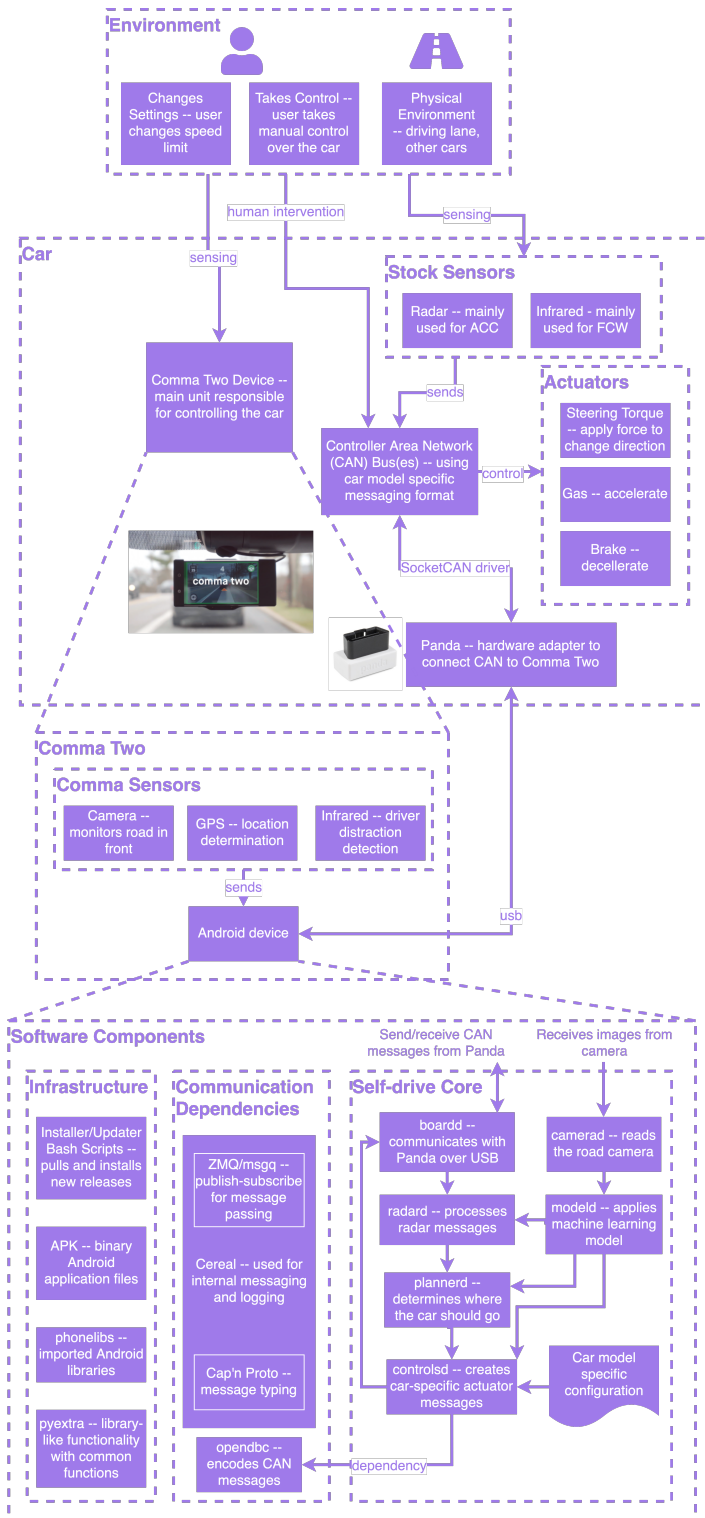 Environment
Changes
Settings -- user
changes speed
limit
Takes Control --
user takes
manual control
over the car
Physical
Environment
-- driving lane,
other cars
human intervention
sensing
sensing
Car
Stock Sensors
Radar -- mainly
used for ACC
Infrared - mainly
used for FCW
sends
Comma Two Device --
main unit responsible
for controlling the car
Controller Area Network
(CAN) Bus(es) -- using
car model specific
messaging format
control
Actuators
Steering Torque
-- apply force to
change direction
Gas -- accelerate
Brake --
decellerate
SocketCAN driver
comma two
Panda -- hardware adapter to
connect CAN to Comma Two
Comma Two
Comma Sensors
Camera --
monitors road in
front
GPS -- location
determination
Infrared -- driver
distraction
detection
sends
Android device
usb
Software Components
Send/receive CAN
messages from Panda
Receives images from
camera
Infrastructure
Installer/Updater
Bash Scripts --
pulls and installs
new releases
APK -- binary
Android
application files
phonelibs --
imported Android
libraries
pyextra -- library-
like functionality
with common
functions
Communication
Dependencies
ZMQ/msgq --
publish-subscribe
for message
passing
Cereal -- used for
internal messaging
and logging
Cap'n Proto --
message typing
opendbc --
encodes CAN
messages
dependency
Self-drive Core
boardd --
communicates with
Panda over USB
camerad -- reads
the road camera
radard -- processes
radar messages
modeld -- applies
machine learning
model
plannerd --
determines where
the car should go
controlsd -- creates
car-specific actuator
messages
Car model
specific
configuration